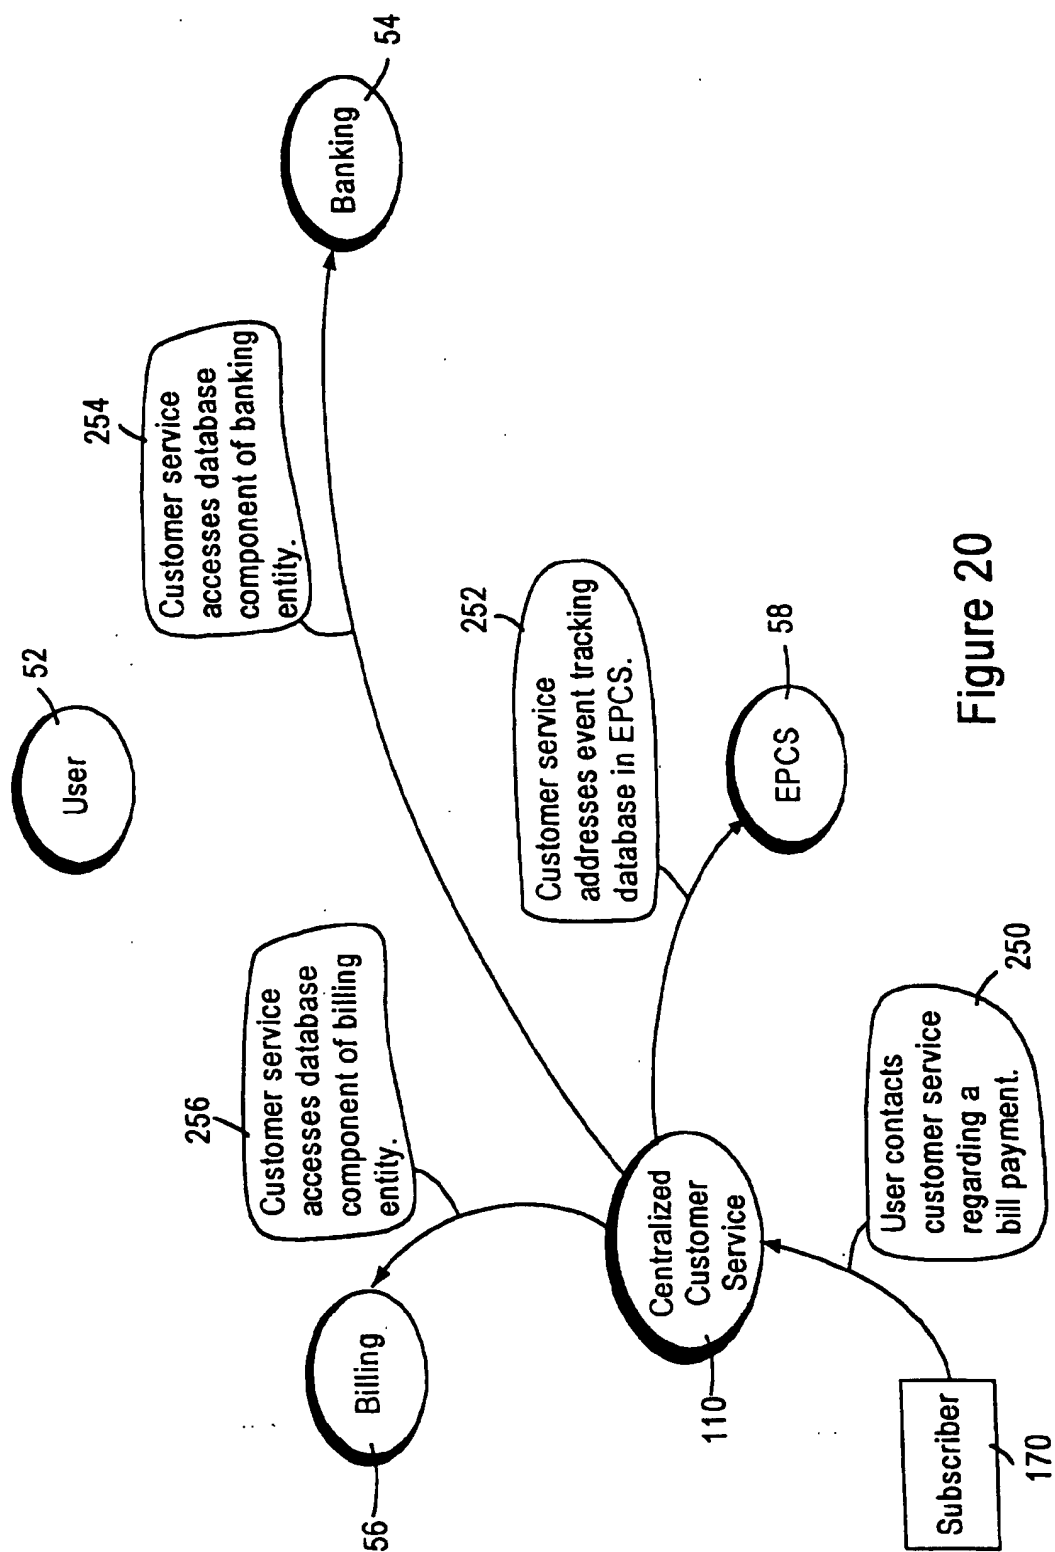 52
User
54
Banking
254
Customer service
accesses database
component of banking
entity.
256
Customer service
accesses database
component of billing
entity.
Billing
56
252
Customer service
addresses event tracking
database in EPCS.
EPCS
58
Centralized
Customer
Service
110
250
User contacts
customer service
regarding a
bill payment.
Subscriber
170
Figure 20